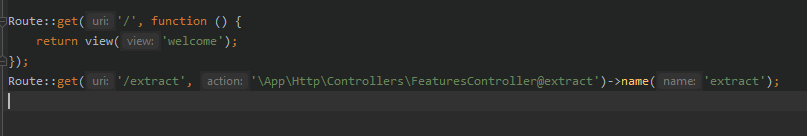 Route::get( uri: '/', function () {
    return view( view: 'welcome');
});
Route::get( uri: '/extract', action: '\App\Http\Controllers\FeaturesController@extract')->name( name: 'extract');